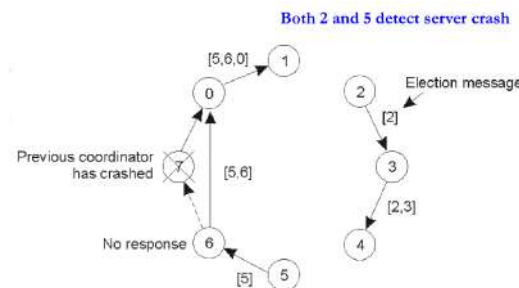 Both 2 and 5 detect server crash
[5,6,0]
1
0
2
Election message
[2]
Previous coordinator
has crashed
7
[5,6]
3
[2,3]
No response
6
4
[5]
5